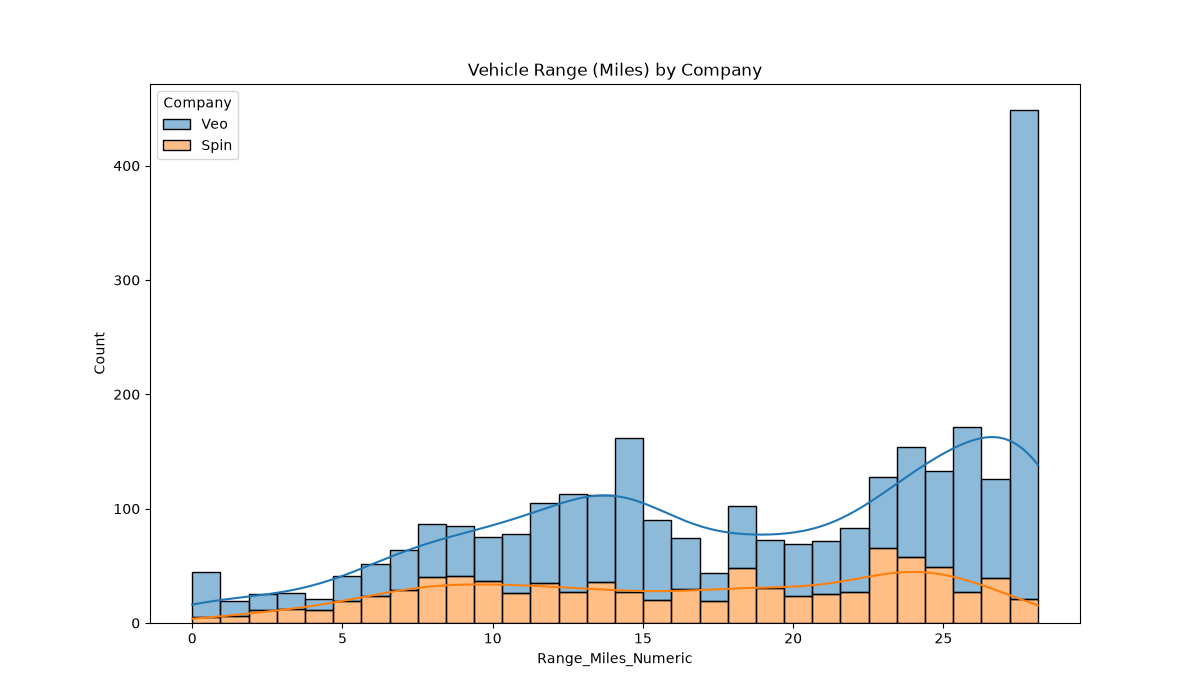 Vehicle Range (Miles) by Company
Company
Veo
Spin
400
300
200
100
0
Count
0 5 10 15 20 25
Range_Miles_Numeric